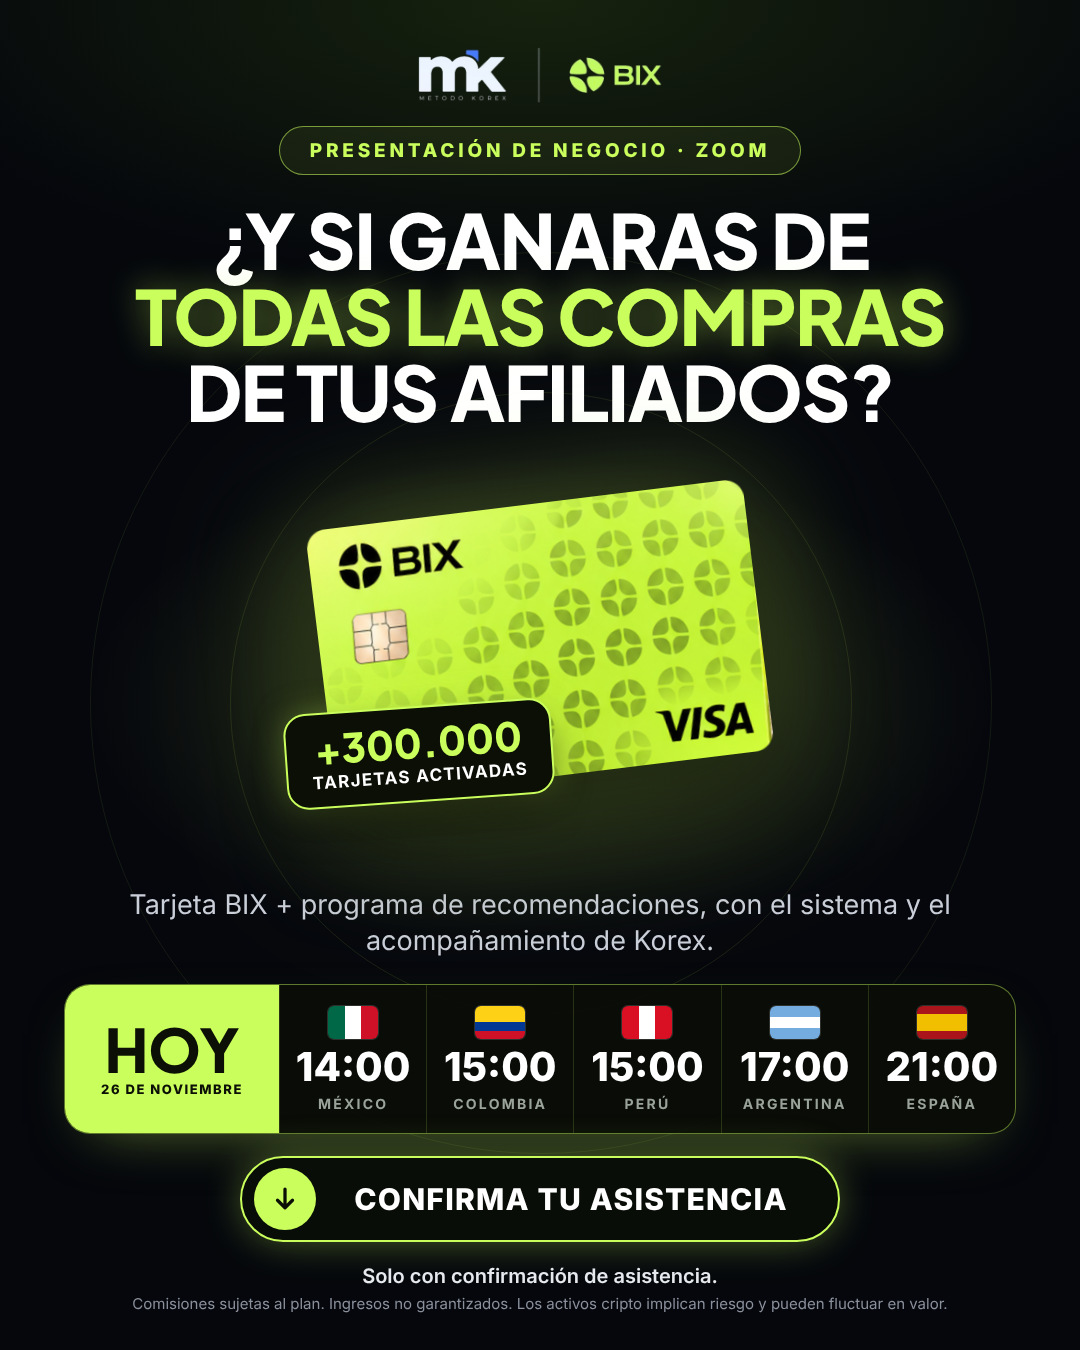 mk
METODO KOREX
BIX
PRESENTACIÓN DE NEGOCIO · ZOOM
¿Y SI GANARAS DE
TODAS LAS COMPRAS
DE TUS AFILIADOS?
BIX
VISA
+300.000
TARJETAS ACTIVADAS
Tarjeta BIX + programa de recomendaciones, con el sistema y el
acompañamiento de Korex.
HOY
26 DE NOVIEMBRE
14:00
MÉXICO
15:00
COLOMBIA
15:00
PERÚ
17:00
ARGENTINA
21:00
ESPAÑA
CONFIRMA TU ASISTENCIA
Solo con confirmación de asistencia.
Comisiones sujetas al plan. Ingresos no garantizados. Los activos cripto implican riesgo y pueden fluctuar en valor.